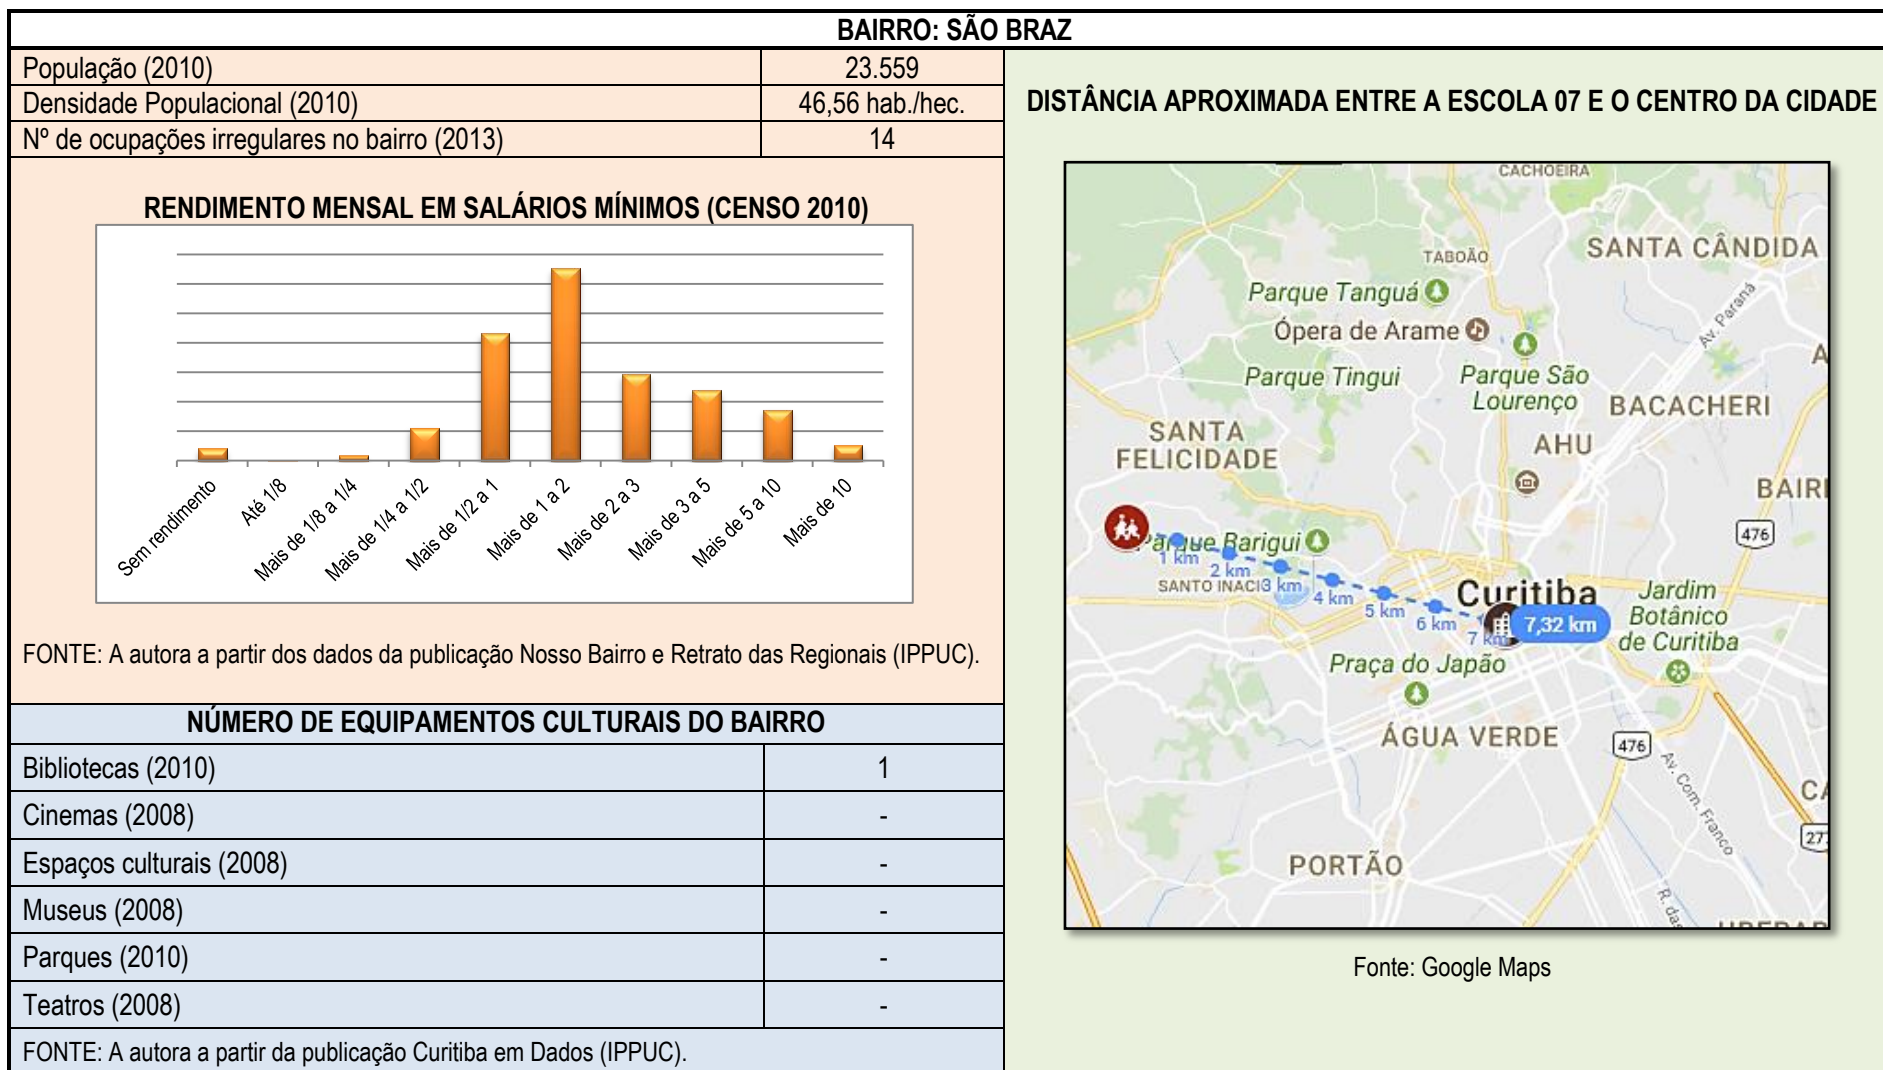 BAIRRO: SÃO BRAZ
População (2010) 23.559
Densidade Populacional (2010) 46,56 hab./hec.
Nº de ocupações irregulares no bairro (2013) 14
RENDIMENTO MENSAL EM SALÁRIOS MÍNIMOS (CENSO 2010)
Sem rendimento
Até 1/8
Mais de 1/8 a 1/4
Mais de 1/4 a 1/2
Mais de 1/2 a 1
Mais de 1 a 2
Mais de 2 a 3
Mais de 3 a 5
Mais de 5 a 10
Mais de 10
FONTE: A autora a partir dos dados da publicação Nosso Bairro e Retrato das Regionais (IPPUC).
NÚMERO DE EQUIPAMENTOS CULTURAIS DO BAIRRO
Bibliotecas (2010) 1
Cinemas (2008) -
Espaços culturais (2008) -
Museus (2008) -
Parques (2010) -
Teatros (2008) -
FONTE: A autora a partir da publicação Curitiba em Dados (IPPUC).
DISTÂNCIA APROXIMADA ENTRE A ESCOLA 07 E O CENTRO DA CIDADE
CACHOEIRA
SANTA CÂNDIDA
TABOÃO
Parque Tanguá
Av. Paraná
Ópera de Arame
Parque Tingui
Parque São
Lourenço
BACACHERI
SANTA
FELICIDADE
AHU
BAIR
476
Parque Barigui
1 km
2 km
SANTO INACI
3 km
4 km
5 km
6 km
7 km
Curitiba
7,32 km
Jardim
Botânico
de Curitiba
Praça do Japão
ÁGUA VERDE
476
Av. Com. Franco
PORTÃO
R. das
Fonte: Google Maps